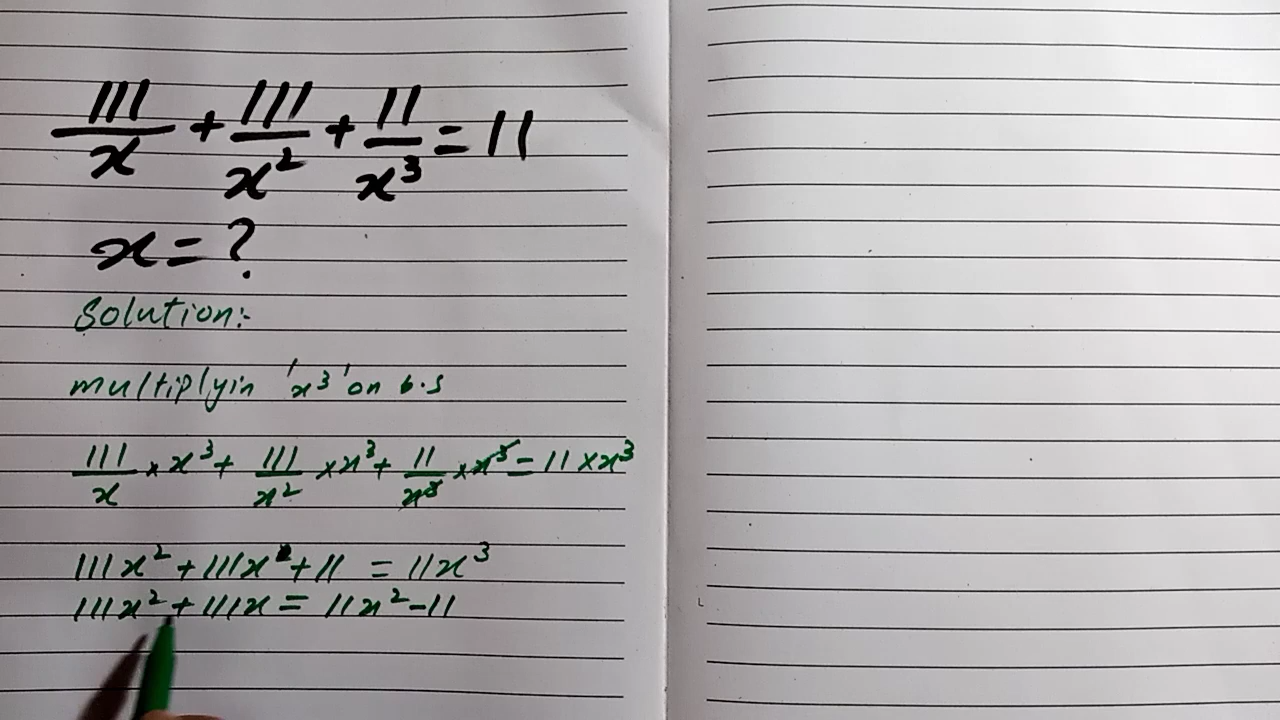 111/x + 111/x² + 11/x³ = 11
x = ?
Solution:-
multiplyin 'x³' on b.s
111/x × x³ + 111/x² × x³ + 11/x³ × x³ = 11 × x³
111x² + 111x + 11 = 11x³
111x² + 111x = 11x² - 11